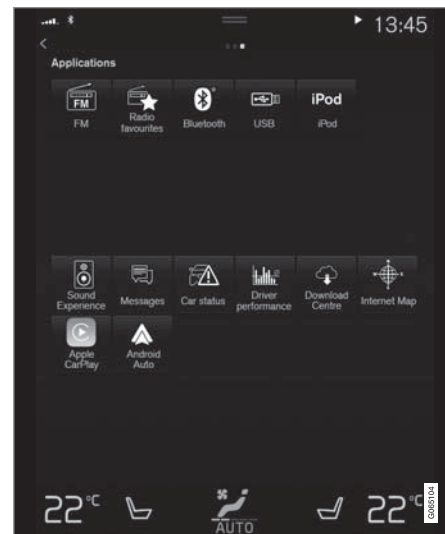 13:45
Applications
FM
iPod
FM
Radio
favourites
Bluetooth
USB
iPod
Sound
Experience
Messages
Car status
Driver
performance
Download
Centre
Internet Map
Apple
CarPlay
Android
Auto
22°C
AUTO
22°C
G065104